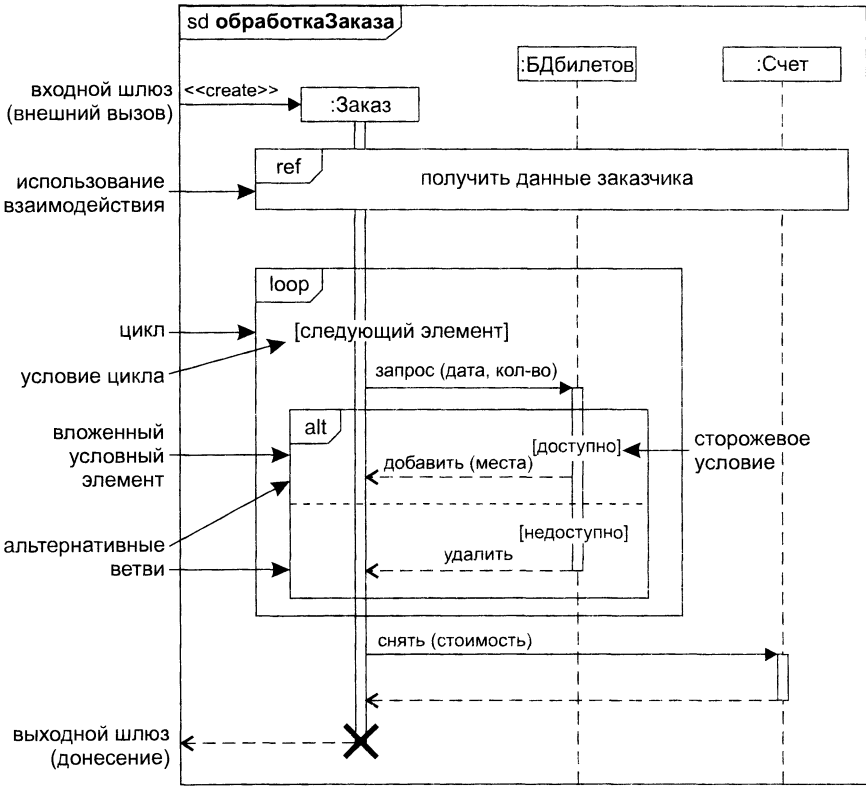 sd обработкаЗаказа
:БДбилетов
:Счет
входной шлюз
(внешний вызов)
<<create>>
:Заказ
ref
получить данные заказчика
использование
взаимодействия
loop
цикл
[следующий элемент]
условие цикла
запрос (дата, кол-во)
alt
вложенный
условный
элемент
[доступно]
сторожевое
условие
добавить (места)
альтернативные
ветви
[недоступно]
удалить
снять (стоимость)
выходной шлюз
(донесение)